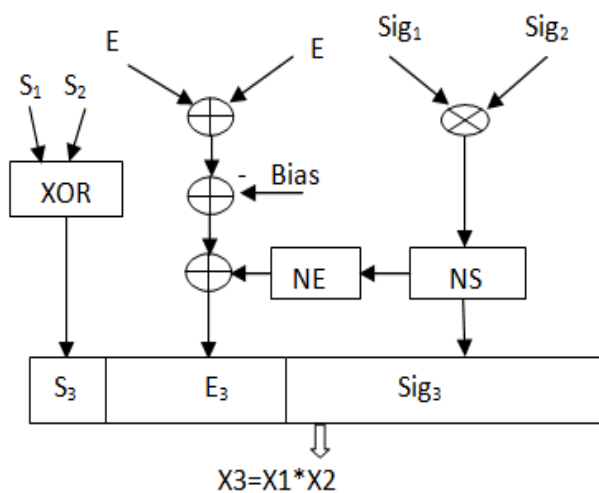 E E Sig₁ Sig₂
S₁ S₂
XOR - Bias
NE NS
S₃ E₃ Sig₃
X3=X1*X2